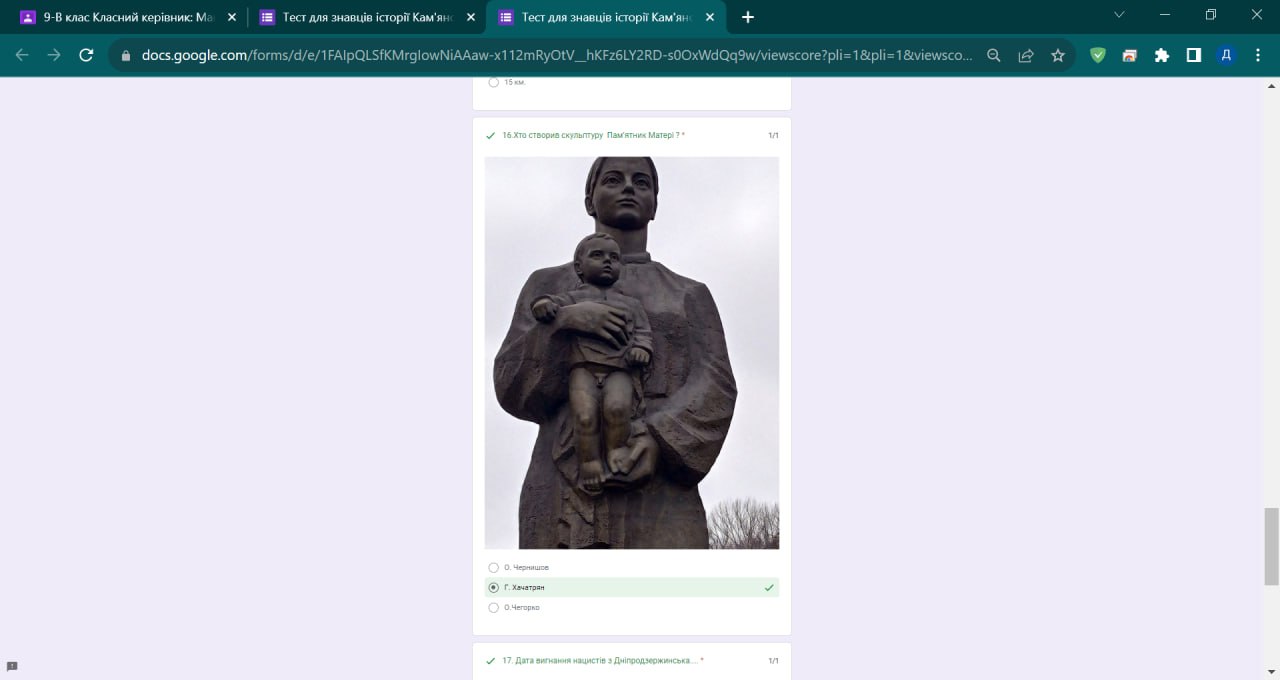 9-В клас Класний керівник: Ма
Тест для знавців історії Кам'янс
Тест для знавців історії Кам'янс
docs.google.com/forms/d/e/1FAIpQLSfKMrgIowNiAAaw-x112mRyOtV__hKFz6LY2RD-s0OxWdQq9w/viewscore?pli=1&pli=1&viewsco...
Д
15 км.
16.Хто створив скульптуру Пам'ятник Матері ? *
1/1
О. Чернишов
Г. Хачатрян
О.Чегорко
17. Дата вигнання нацистів з Дніпродзержинська... *
1/1